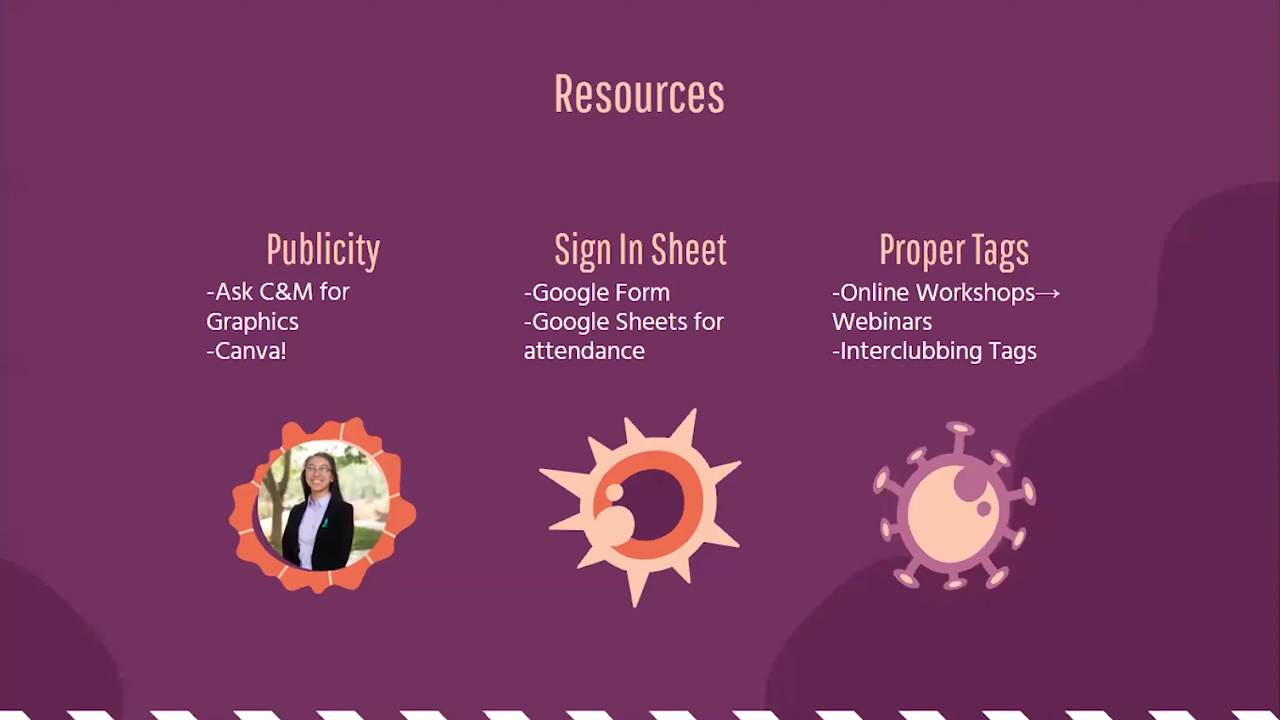 Resources
Publicity
-Ask C&M for
Graphics
-Canva!
Sign In Sheet
-Google Form
-Google Sheets for
attendance
Proper Tags
-Online Workshops→
Webinars
-Interclubbing Tags